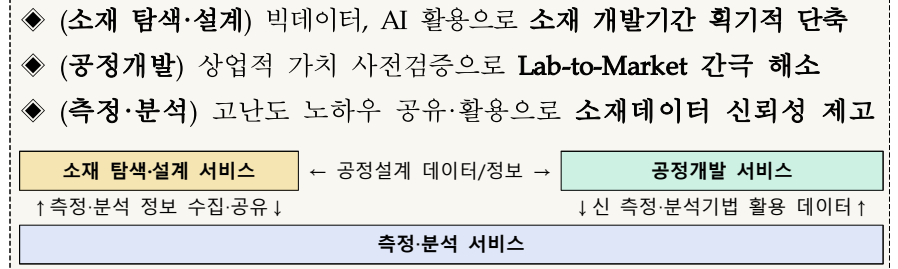 ◈ (소재 탐색·설계) 빅데이터, AI 활용으로 소재 개발기간 획기적 단축
◈ (공정개발) 상업적 가치 사전검증으로 Lab-to-Market 간극 해소
◈ (측정·분석) 고난도 노하우 공유·활용으로 소재데이터 신뢰성 제고
소재 탐색·설계 서비스 ← 공정설계 데이터/정보 → 공정개발 서비스
↑측정·분석 정보 수집·공유↓ ↓신 측정·분석기법 활용 데이터↑
측정·분석 서비스